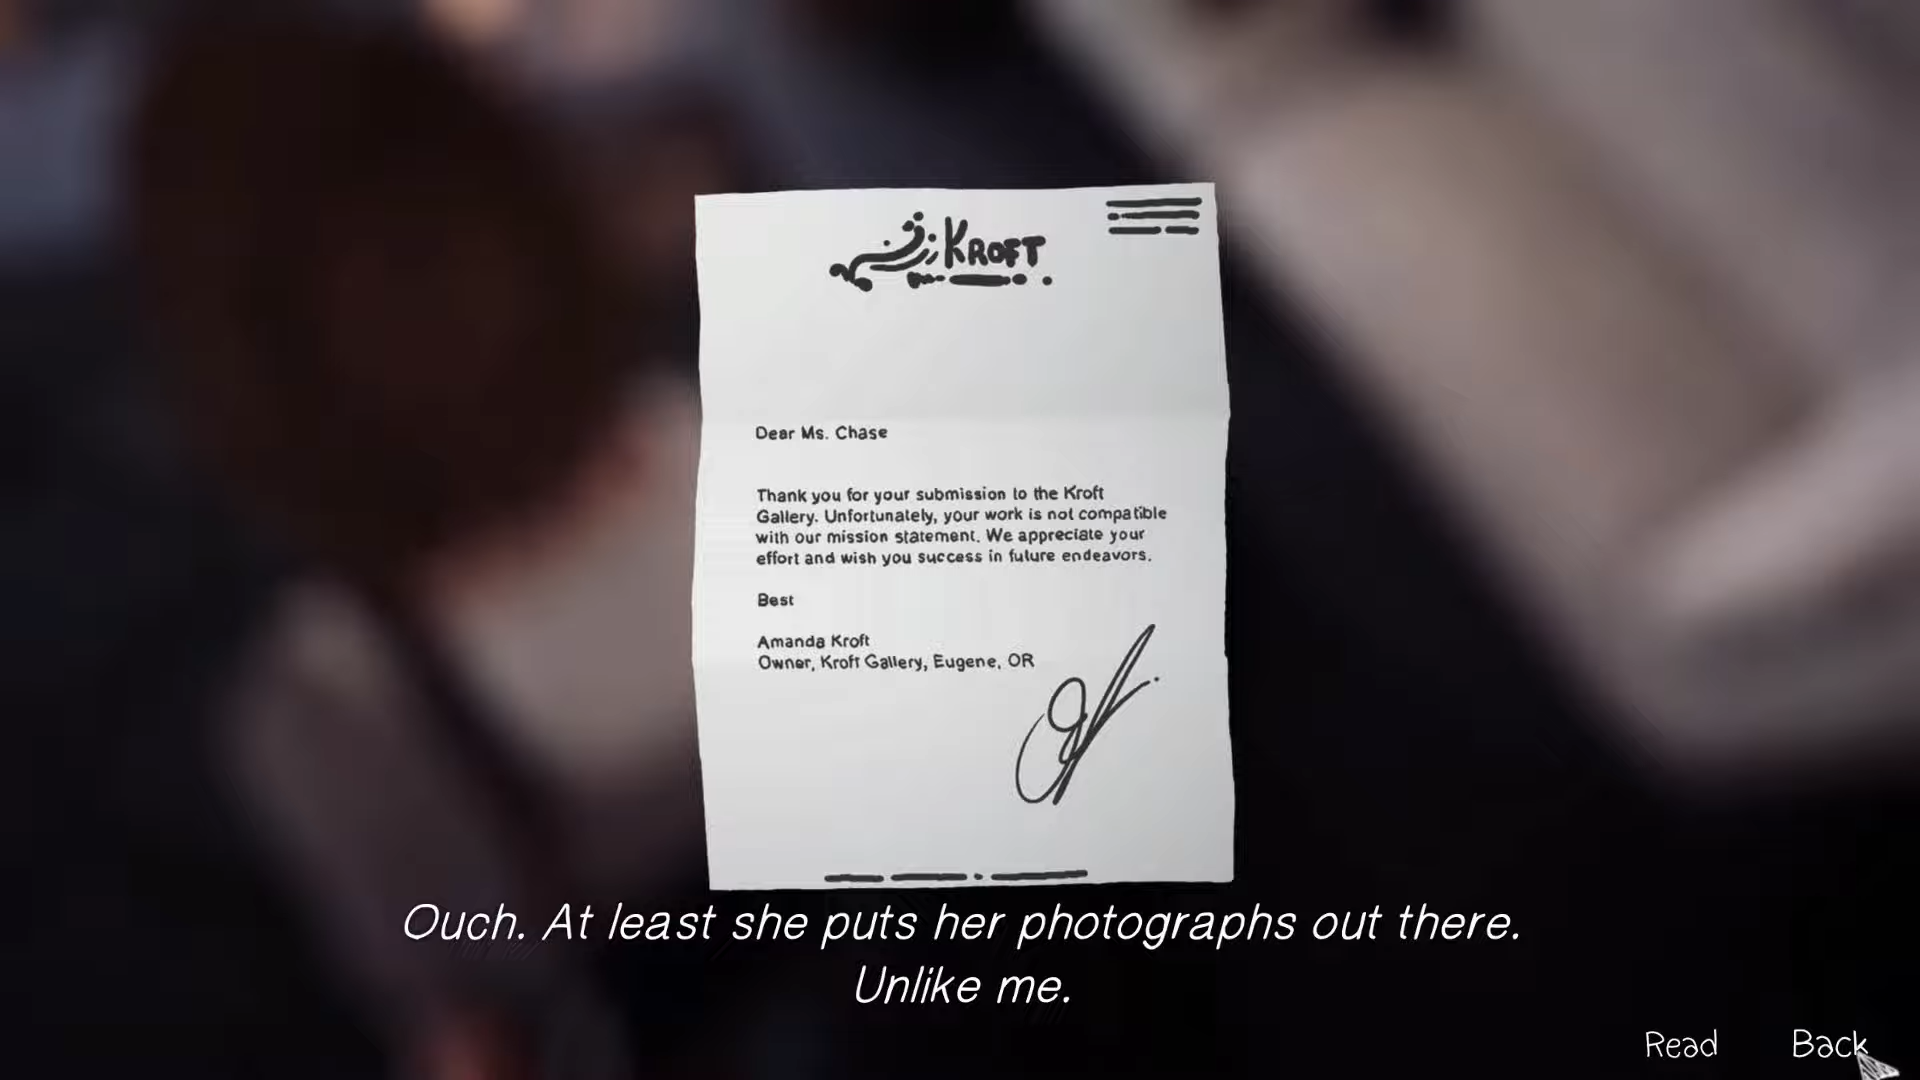 KROFT
Dear Ms. Chase
Thank you for your submission to the Kroft
Gallery. Unfortunately, your work is not compatible
with our mission statement. We appreciate your
effort and wish you success in future endeavors.
Best
Amanda Kroft
Owner, Kroft Gallery, Eugene, OR
Ouch. At least she puts her photographs out there.
Unlike me.
Read
Back